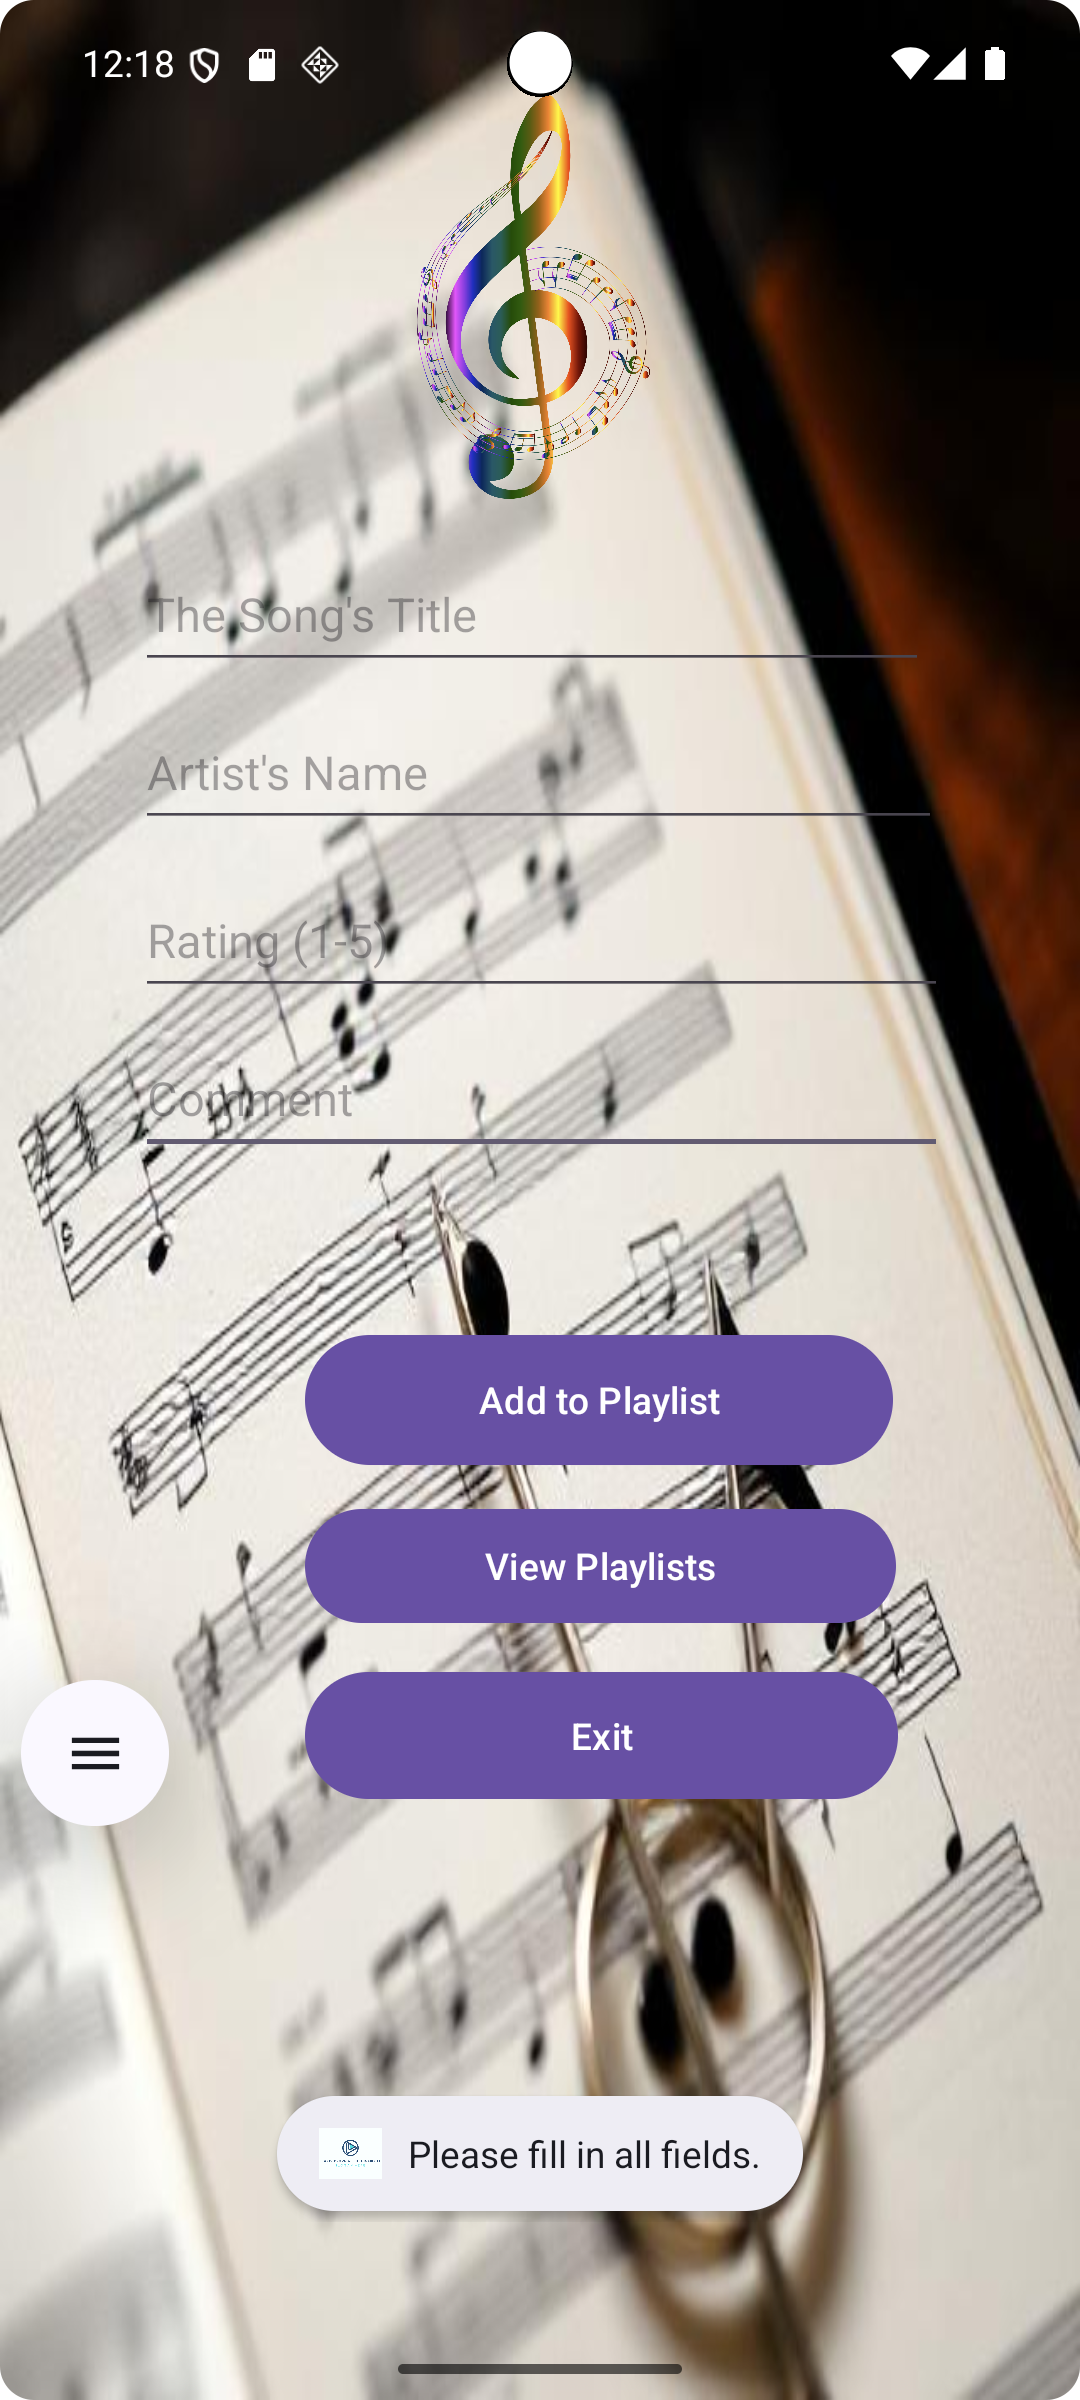 12:18
The Song's Title
Artist's Name
Rating (1-5)
Comment
Add to Playlist
View Playlists
Exit
Please fill in all fields.